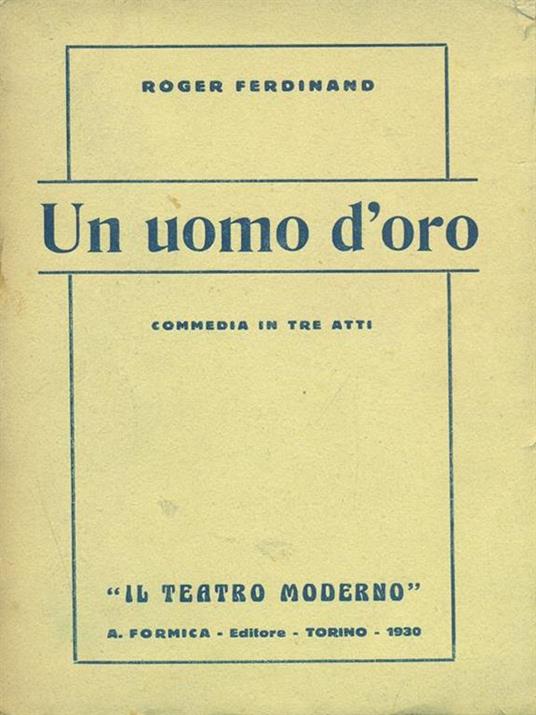 ROGER FERDINAND
Un uomo d'oro
COMMEDIA IN TRE ATTI
"IL TEATRO MODERNO"
A. FORMICA - Editore - TORINO - 1930